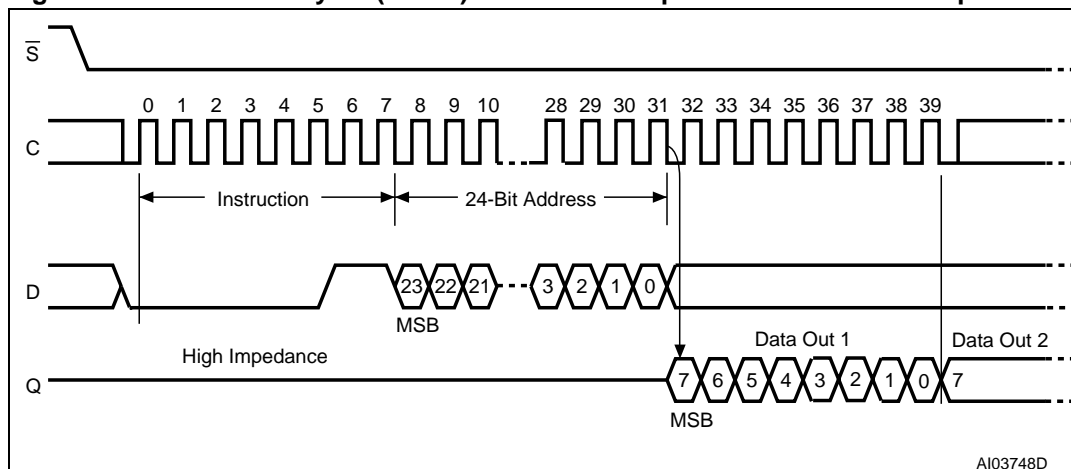 S
0 1 2 3 4 5 6 7 8 9 10 28 29 30 31 32 33 34 35 36 37 38 39
C
Instruction 24-Bit Address
D 23 22 21 3 2 1 0
MSB
Data Out 1 Data Out 2
High Impedance
Q 7 6 5 4 3 2 1 0 7
MSB
AI03748D